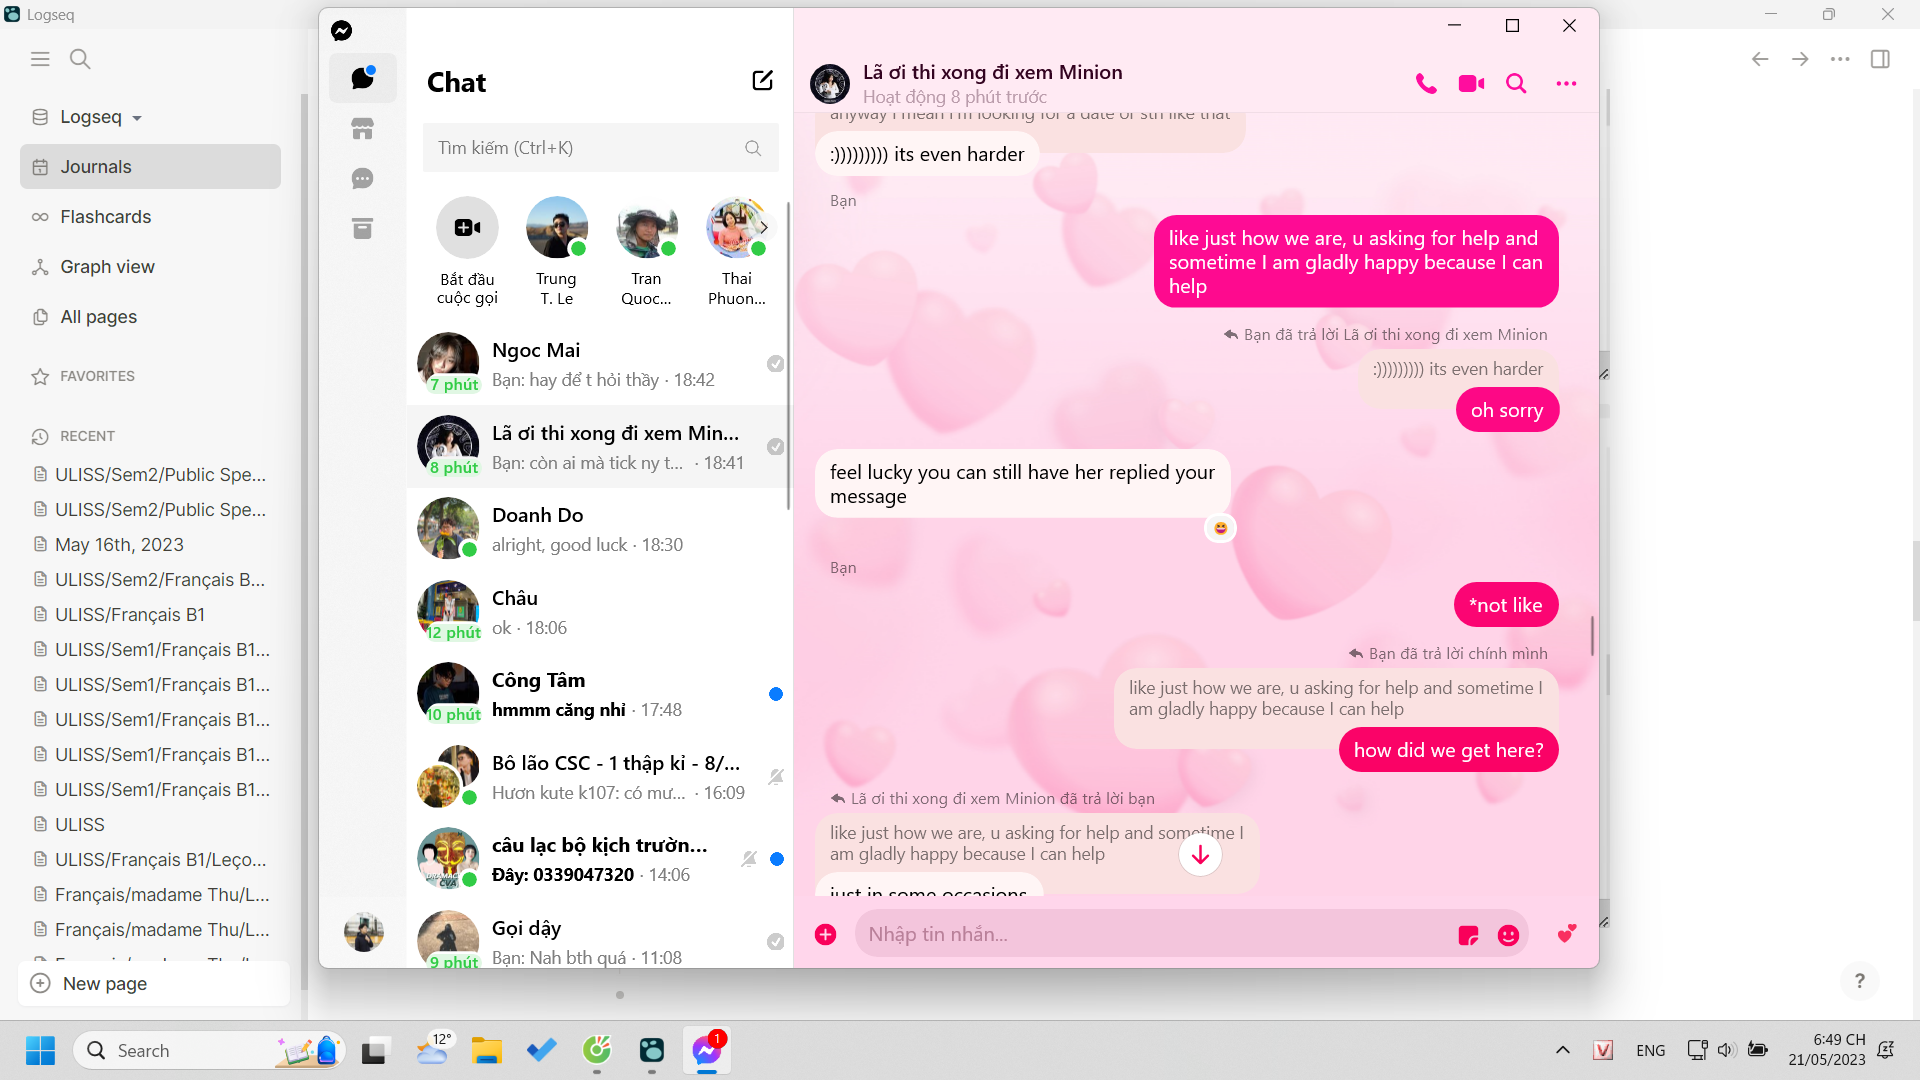 Logseq
Logseq
Journals
Flashcards
Graph view
All pages
FAVORITES
RECENT
ULISS/Sem2/Public Spe...
ULISS/Sem2/Public Spe...
May 16th, 2023
ULISS/Sem2/Français B...
ULISS/Français B1
ULISS/Sem1/Français B1...
ULISS/Sem1/Français B1...
ULISS/Sem1/Français B1...
ULISS/Sem1/Français B1...
ULISS/Sem1/Français B1...
ULISS
ULISS/Français B1/Leço...
Français/madame Thu/L...
Français/madame Thu/L...
New page
Chat
Tìm kiếm (Ctrl+K)
Bắt đầu
cuộc gọi
Trung
T. Le
Tran
Quoc...
Thai
Phuon...
Ngoc Mai
7 phút
Bạn: hay để t hỏi thầy · 18:42
Lã ơi thi xong đi xem Min...
8 phút
Bạn: còn ai mà tick ny t... · 18:41
Doanh Do
alright, good luck · 18:30
Châu
12 phút
ok · 18:06
Công Tâm
10 phút
hmmm căng nhỉ · 17:48
Bô lão CSC - 1 thập kỉ - 8/...
Hươn kute k107: có mư... · 16:09
câu lạc bộ kịch trườn...
Đây: 0339047320 · 14:06
Gọi dậy
9 phút
Bạn: Nah bth quá · 11:08
Lã ơi thi xong đi xem Minion
Hoạt động 8 phút trước
anyway I mean I'm looking for a date or sth like that
:))))))))) its even harder
Bạn
like just how we are, u asking for help and
sometime I am gladly happy because I can
help
Bạn đã trả lời Lã ơi thi xong đi xem Minion
:))))))))) its even harder
oh sorry
feel lucky you can still have her replied your
message
Bạn
*not like
Bạn đã trả lời chính mình
like just how we are, u asking for help and sometime I
am gladly happy because I can help
how did we get here?
Lã ơi thi xong đi xem Minion đã trả lời bạn
like just how we are, u asking for help and sometime I
am gladly happy because I can help
just in some occasions
Nhập tin nhắn...
?
Search
12°
1
V
ENG
6:49 CH
21/05/2023